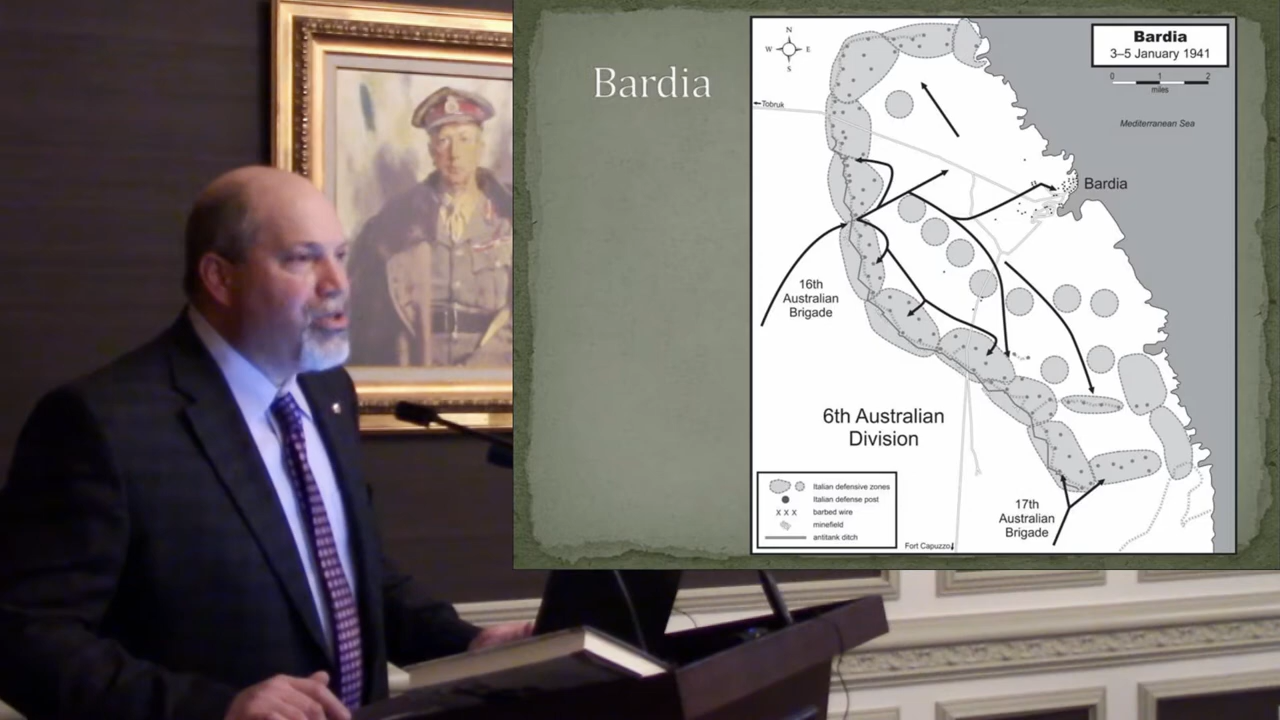 Bardia
Bardia
3–5 January 1941
N
W E
S
0 1 2
miles
Tobruk
Mediterranean Sea
Bardia
16th
Australian
Brigade
6th Australian
Division
17th
Australian
Brigade
Italian defensive zones
Italian defense post
X X X barbed wire
minefield
antitank ditch
Fort Capuzzo